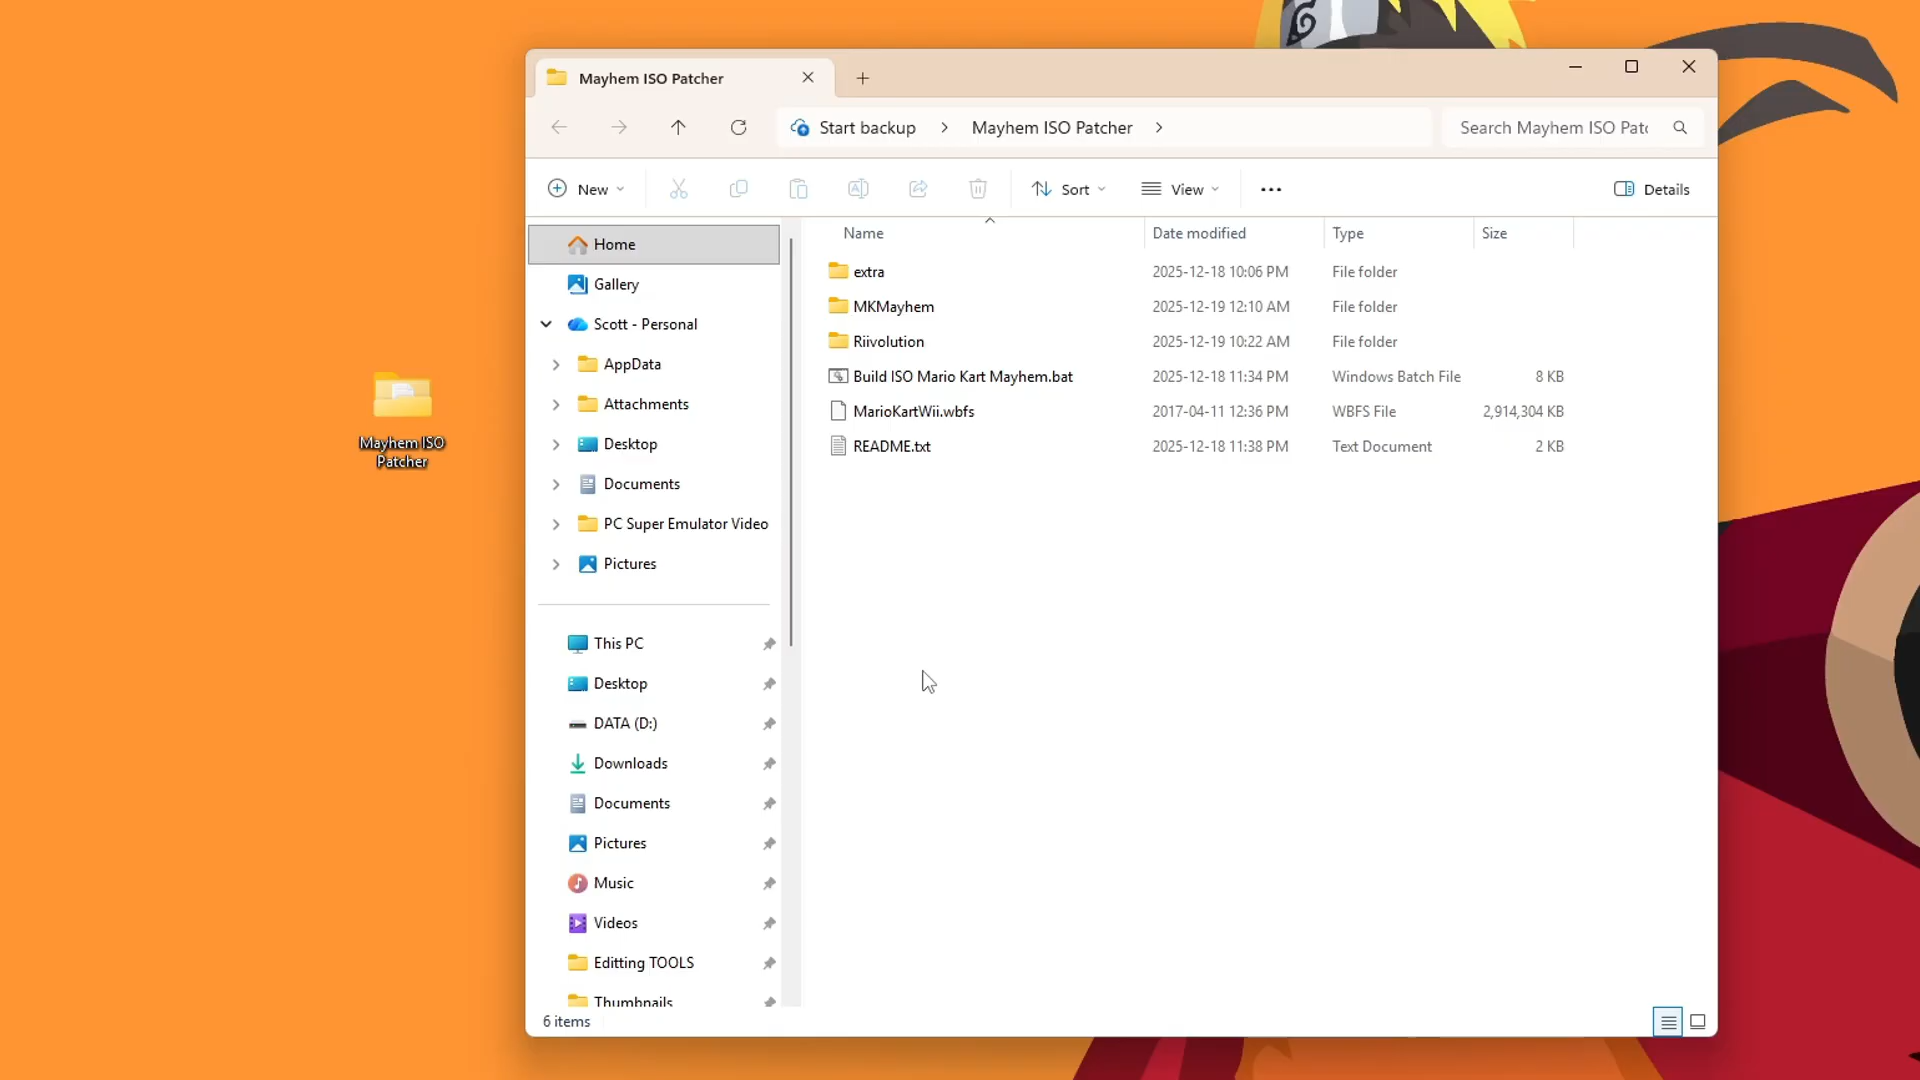 Mayhem ISO Patcher
Start backup
Mayhem ISO Patcher
Search Mayhem ISO Pat
New
Sort
View
Details
Home
Gallery
Scott - Personal
AppData
Attachments
Desktop
Documents
PC Super Emulator Video
Pictures
This PC
Desktop
DATA (D:)
Downloads
Documents
Pictures
Music
Videos
Editting TOOLS
Thumbnails
Name Date modified Type Size
extra 2025-12-18 10:06 PM File folder
MKMayhem 2025-12-19 12:10 AM File folder
Riivolution 2025-12-19 10:22 AM File folder
Build ISO Mario Kart Mayhem.bat 2025-12-18 11:34 PM Windows Batch File 8 KB
MarioKartWii.wbfs 2017-04-11 12:36 PM WBFS File 2,914,304 KB
README.txt 2025-12-18 11:38 PM Text Document 2 KB
6 items
Mayhem ISO
Patcher